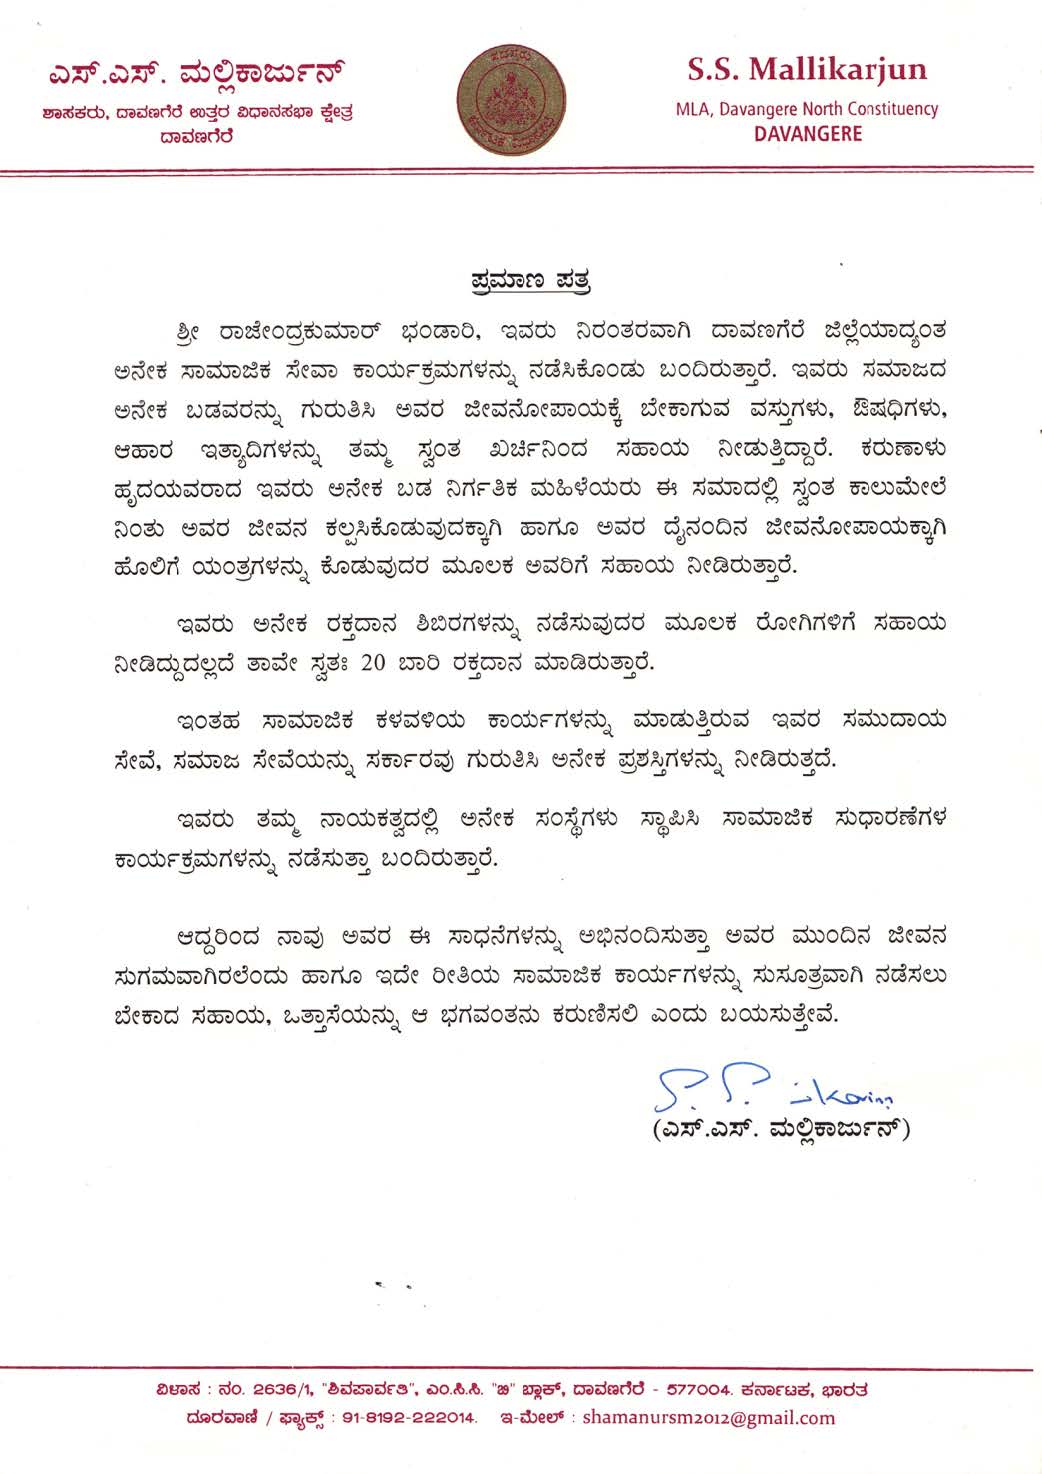 ಎಸ್.ಎಸ್. ಮಲ್ಲಿಕಾರ್ಜುನ್
ಶಾಸಕರು, ದಾವಣಗೆರೆ ಉತ್ತರ ವಿಧಾನಸಭಾ ಕ್ಷೇತ್ರ
ದಾವಣಗೆರೆ
S.S. Mallikarjun
MLA, Davangere North Constituency
DAVANGERE
ಪ್ರಮಾಣ ಪತ್ರ
ಶ್ರೀ ರಾಜೇಂದ್ರಕುಮಾರ್ ಭಂಡಾರಿ, ಇವರು ನಿರಂತರವಾಗಿ ದಾವಣಗೆರೆ ಜಿಲ್ಲೆಯಾದ್ಯಂತ
ಅನೇಕ ಸಾಮಾಜಿಕ ಸೇವಾ ಕಾರ್ಯಕ್ರಮಗಳನ್ನು ನಡೆಸಿಕೊಂಡು ಬಂದಿರುತ್ತಾರೆ. ಇವರು ಸಮಾಜದ
ಅನೇಕ ಬಡವರನ್ನು ಗುರುತಿಸಿ ಅವರ ಜೀವನೋಪಾಯಕ್ಕೆ ಬೇಕಾಗುವ ವಸ್ತುಗಳು, ಔಷಧಿಗಳು,
ಆಹಾರ ಇತ್ಯಾದಿಗಳನ್ನು ತಮ್ಮ ಸ್ವಂತ ಖರ್ಚಿನಿಂದ ಸಹಾಯ ನೀಡುತ್ತಿದ್ದಾರೆ. ಕರುಣಾಳು
ಹೃದಯವರಾದ ಇವರು ಅನೇಕ ಬಡ ನಿರ್ಗತಿಕ ಮಹಿಳೆಯರು ಈ ಸಮಾದಲ್ಲಿ ಸ್ವಂತ ಕಾಲುಮೇಲೆ
ನಿಂತು ಅವರ ಜೀವನ ಕಲ್ಪಸಿಕೊಡುವುದಕ್ಕಾಗಿ ಹಾಗೂ ಅವರ ದೈನಂದಿನ ಜೀವನೋಪಾಯಕ್ಕಾಗಿ
ಹೊಲಿಗೆ ಯಂತ್ರಗಳನ್ನು ಕೊಡುವುದರ ಮೂಲಕ ಅವರಿಗೆ ಸಹಾಯ ನೀಡಿರುತ್ತಾರೆ.
ಇವರು ಅನೇಕ ರಕ್ತದಾನ ಶಿಬಿರಗಳನ್ನು ನಡೆಸುವುದರ ಮೂಲಕ ರೋಗಿಗಳಿಗೆ ಸಹಾಯ
ನೀಡಿದ್ದುದಲ್ಲದೆ ತಾವೇ ಸ್ವತಃ 20 ಬಾರಿ ರಕ್ತದಾನ ಮಾಡಿರುತ್ತಾರೆ.
ಇಂತಹ ಸಾಮಾಜಿಕ ಕಳವಳಿಯ ಕಾರ್ಯಗಳನ್ನು ಮಾಡುತ್ತಿರುವ ಇವರ ಸಮುದಾಯ
ಸೇವೆ, ಸಮಾಜ ಸೇವೆಯನ್ನು ಸರ್ಕಾರವು ಗುರುತಿಸಿ ಅನೇಕ ಪ್ರಶಸ್ತಿಗಳನ್ನು ನೀಡಿರುತ್ತದೆ.
ಇವರು ತಮ್ಮ ನಾಯಕತ್ವದಲ್ಲಿ ಅನೇಕ ಸಂಸ್ಥೆಗಳು ಸ್ಥಾಪಿಸಿ ಸಾಮಾಜಿಕ ಸುಧಾರಣೆಗಳ
ಕಾರ್ಯಕ್ರಮಗಳನ್ನು ನಡೆಸುತ್ತಾ ಬಂದಿರುತ್ತಾರೆ.
ಆದ್ದರಿಂದ ನಾವು ಅವರ ಈ ಸಾಧನೆಗಳನ್ನು ಅಭಿನಂದಿಸುತ್ತಾ ಅವರ ಮುಂದಿನ ಜೀವನ
ಸುಗಮವಾಗಿರಲೆಂದು ಹಾಗೂ ಇದೇ ರೀತಿಯ ಸಾಮಾಜಿಕ ಕಾರ್ಯಗಳನ್ನು ಸುಸೂತ್ರವಾಗಿ ನಡೆಸಲು
ಬೇಕಾದ ಸಹಾಯ, ಒತ್ತಾಸೆಯನ್ನು ಆ ಭಗವಂತನು ಕರುಣಿಸಲಿ ಎಂದು ಬಯಸುತ್ತೇವೆ.
(ಎಸ್.ಎಸ್. ಮಲ್ಲಿಕಾರ್ಜುನ್)
ವಿಳಾಸ : ನಂ. 2636/1, "ಶಿವಪಾರ್ವತಿ", ಎಂ.ಸಿ.ಸಿ. "ಬಿ" ಬ್ಲಾಕ್, ದಾವಣಗೆರೆ - 577004. ಕರ್ನಾಟಕ, ಭಾರತ
ದೂರವಾಣಿ / ಫ್ಯಾಕ್ಸ್ : 91-8192-222014. ಇ-ಮೇಲ್ : shamanursm2012@gmail.com